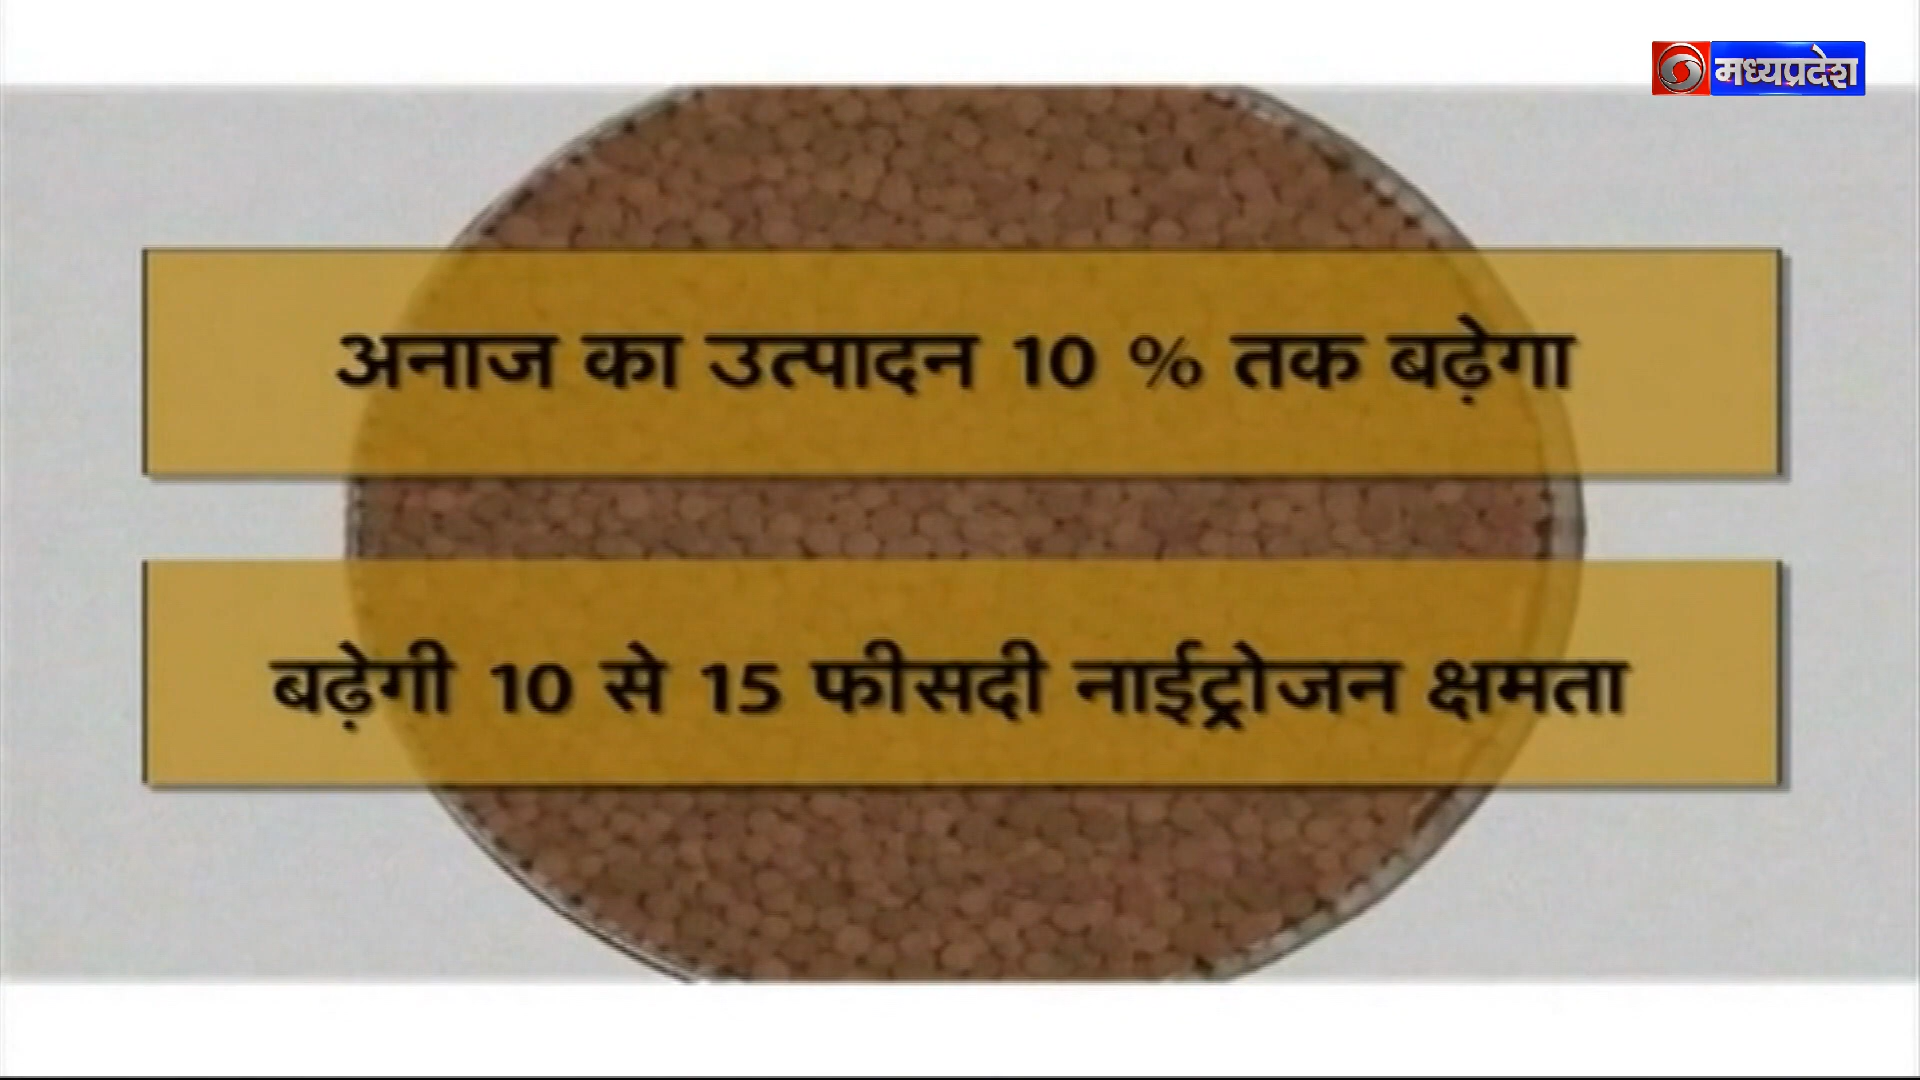 मध्यप्रदेश
अनाज का उत्पादन 10 % तक बढ़ेगा
बढ़ेगी 10 से 15 फीसदी नाईट्रोजन क्षमता